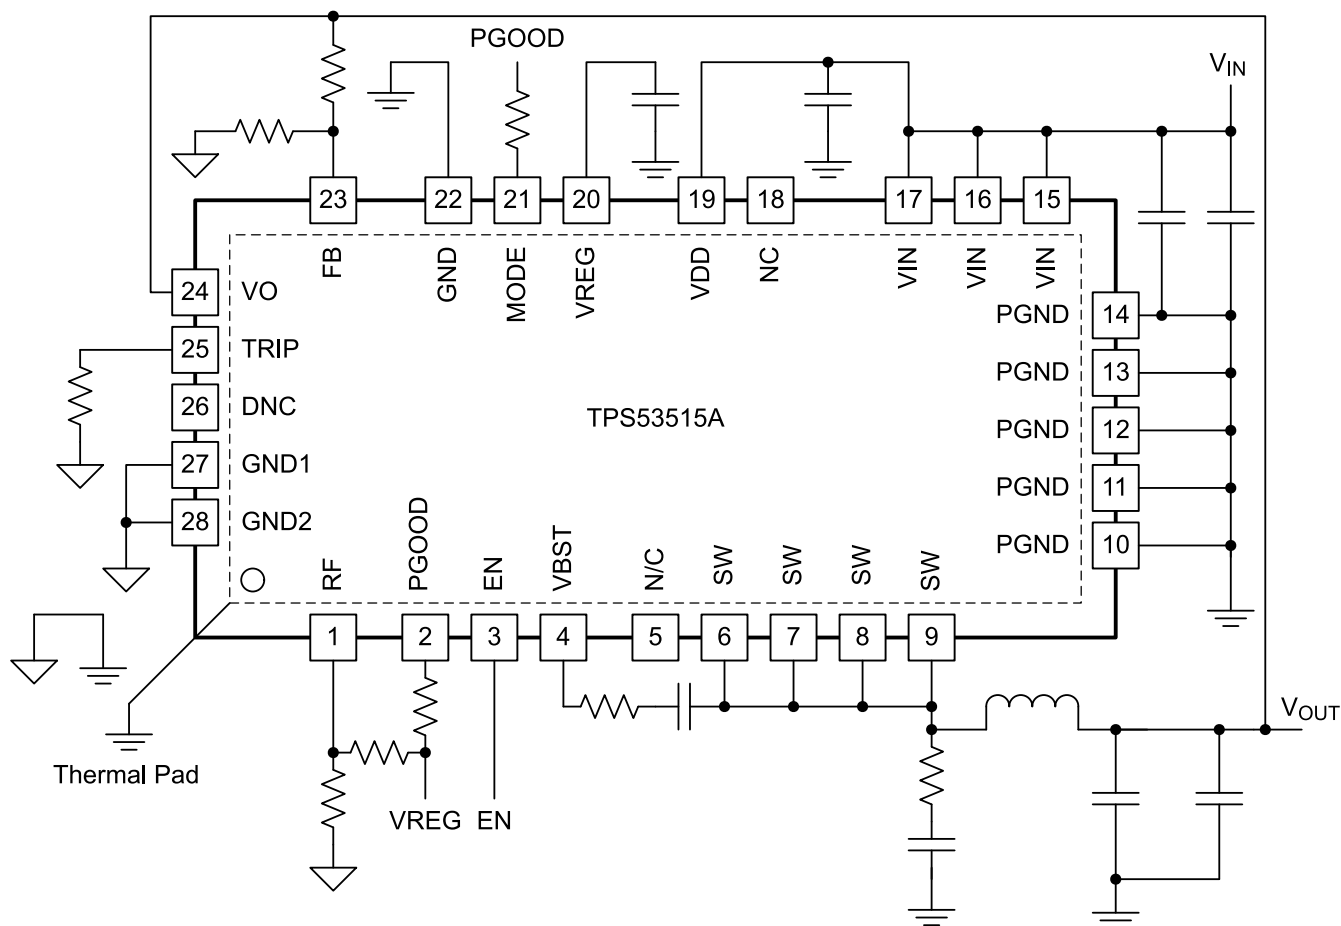 PGOOD
VIN
23
22
21
20
19
18
17
16
15
FB
GND
MODE
VREG
VDD
NC
VIN
VIN
VIN
24
VO
25
TRIP
26
DNC
27
GND1
28
GND2
TPS53515A
PGND
14
PGND
13
PGND
12
PGND
11
PGND
10
RF
PGOOD
EN
VBST
N/C
SW
SW
SW
SW
1
2
3
4
5
6
7
8
9
VOUT
Thermal Pad
VREG
EN